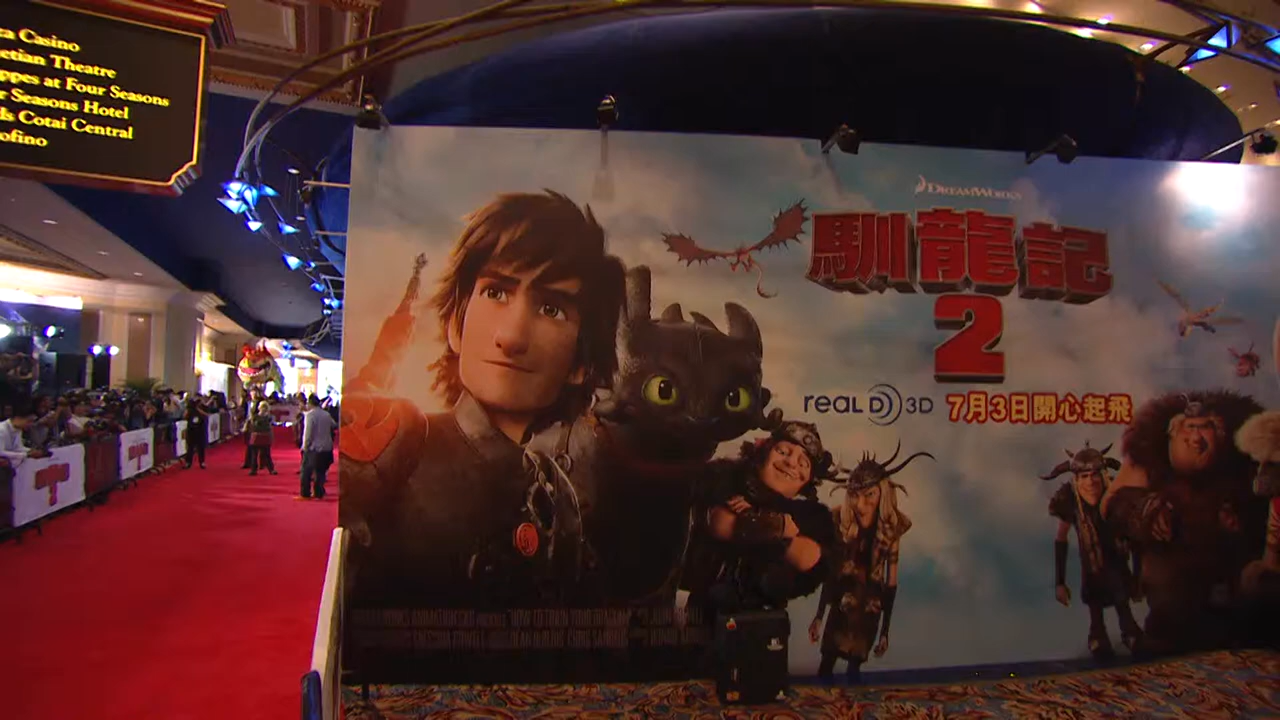 Casino
etian Theatre
ppes at Four Seasons
r Seasons Hotel
ds Cotai Central
ofino
DREAMWORKS
馴龍記
2
REAL D 3D
7月3日開心起飛